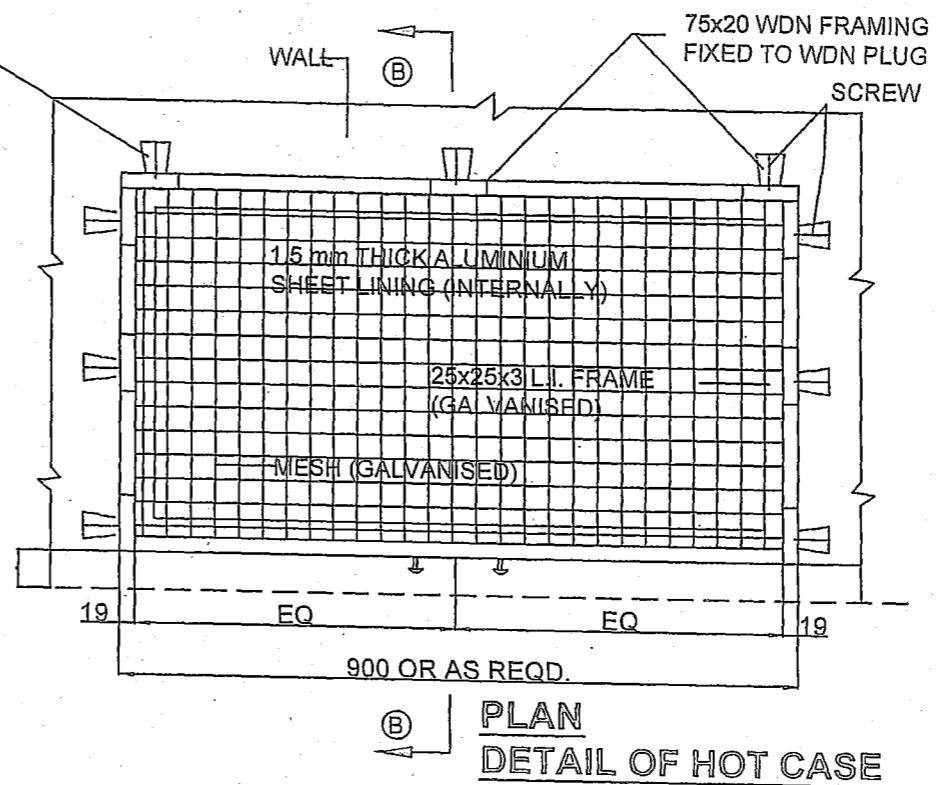 75x20 WDN FRAMING
FIXED TO WDN PLUG
WALL
B
SCREW
1.5 mm THICK ALUMINIUM
SHEET LINING (INTERNALLY)
25x25x3 L.I. FRAME
(GALVANISED)
MESH (GALVANISED)
19
EQ
EQ
19
900 OR AS REQD.
B
PLAN
DETAIL OF HOT CASE